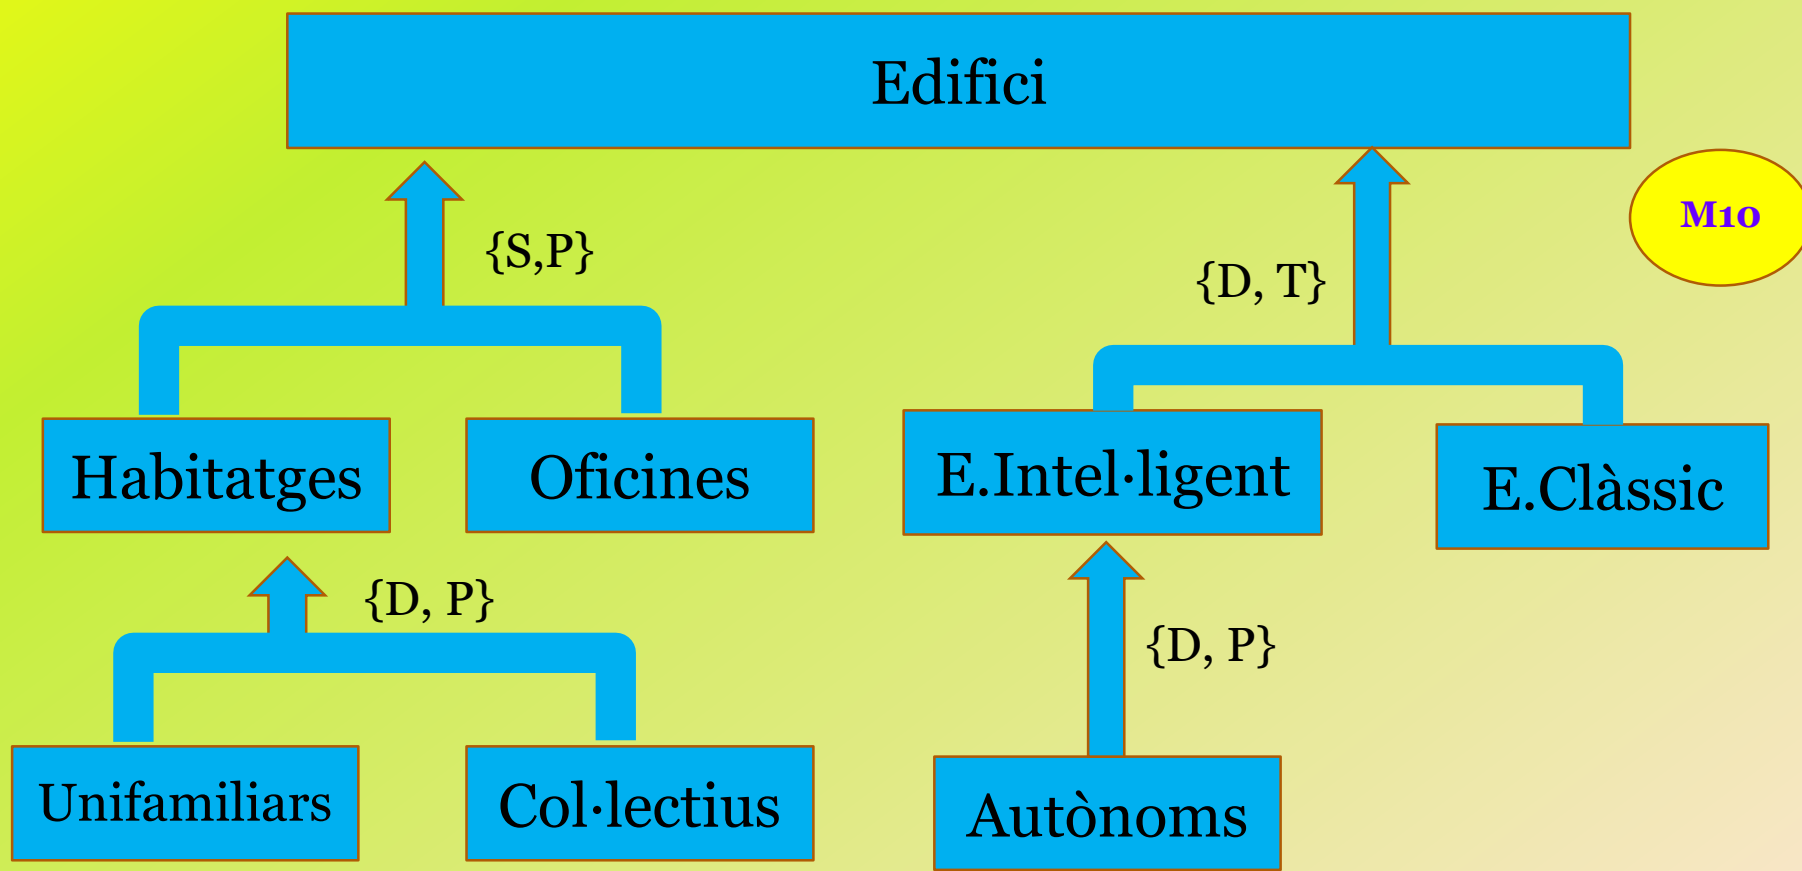 Edifici
M10
{S,P}
{D, T}
Habitatges
Oficines
E.Intel·ligent
E.Clàssic
{D, P}
{D, P}
Unifamiliars
Col·lectius
Autònoms